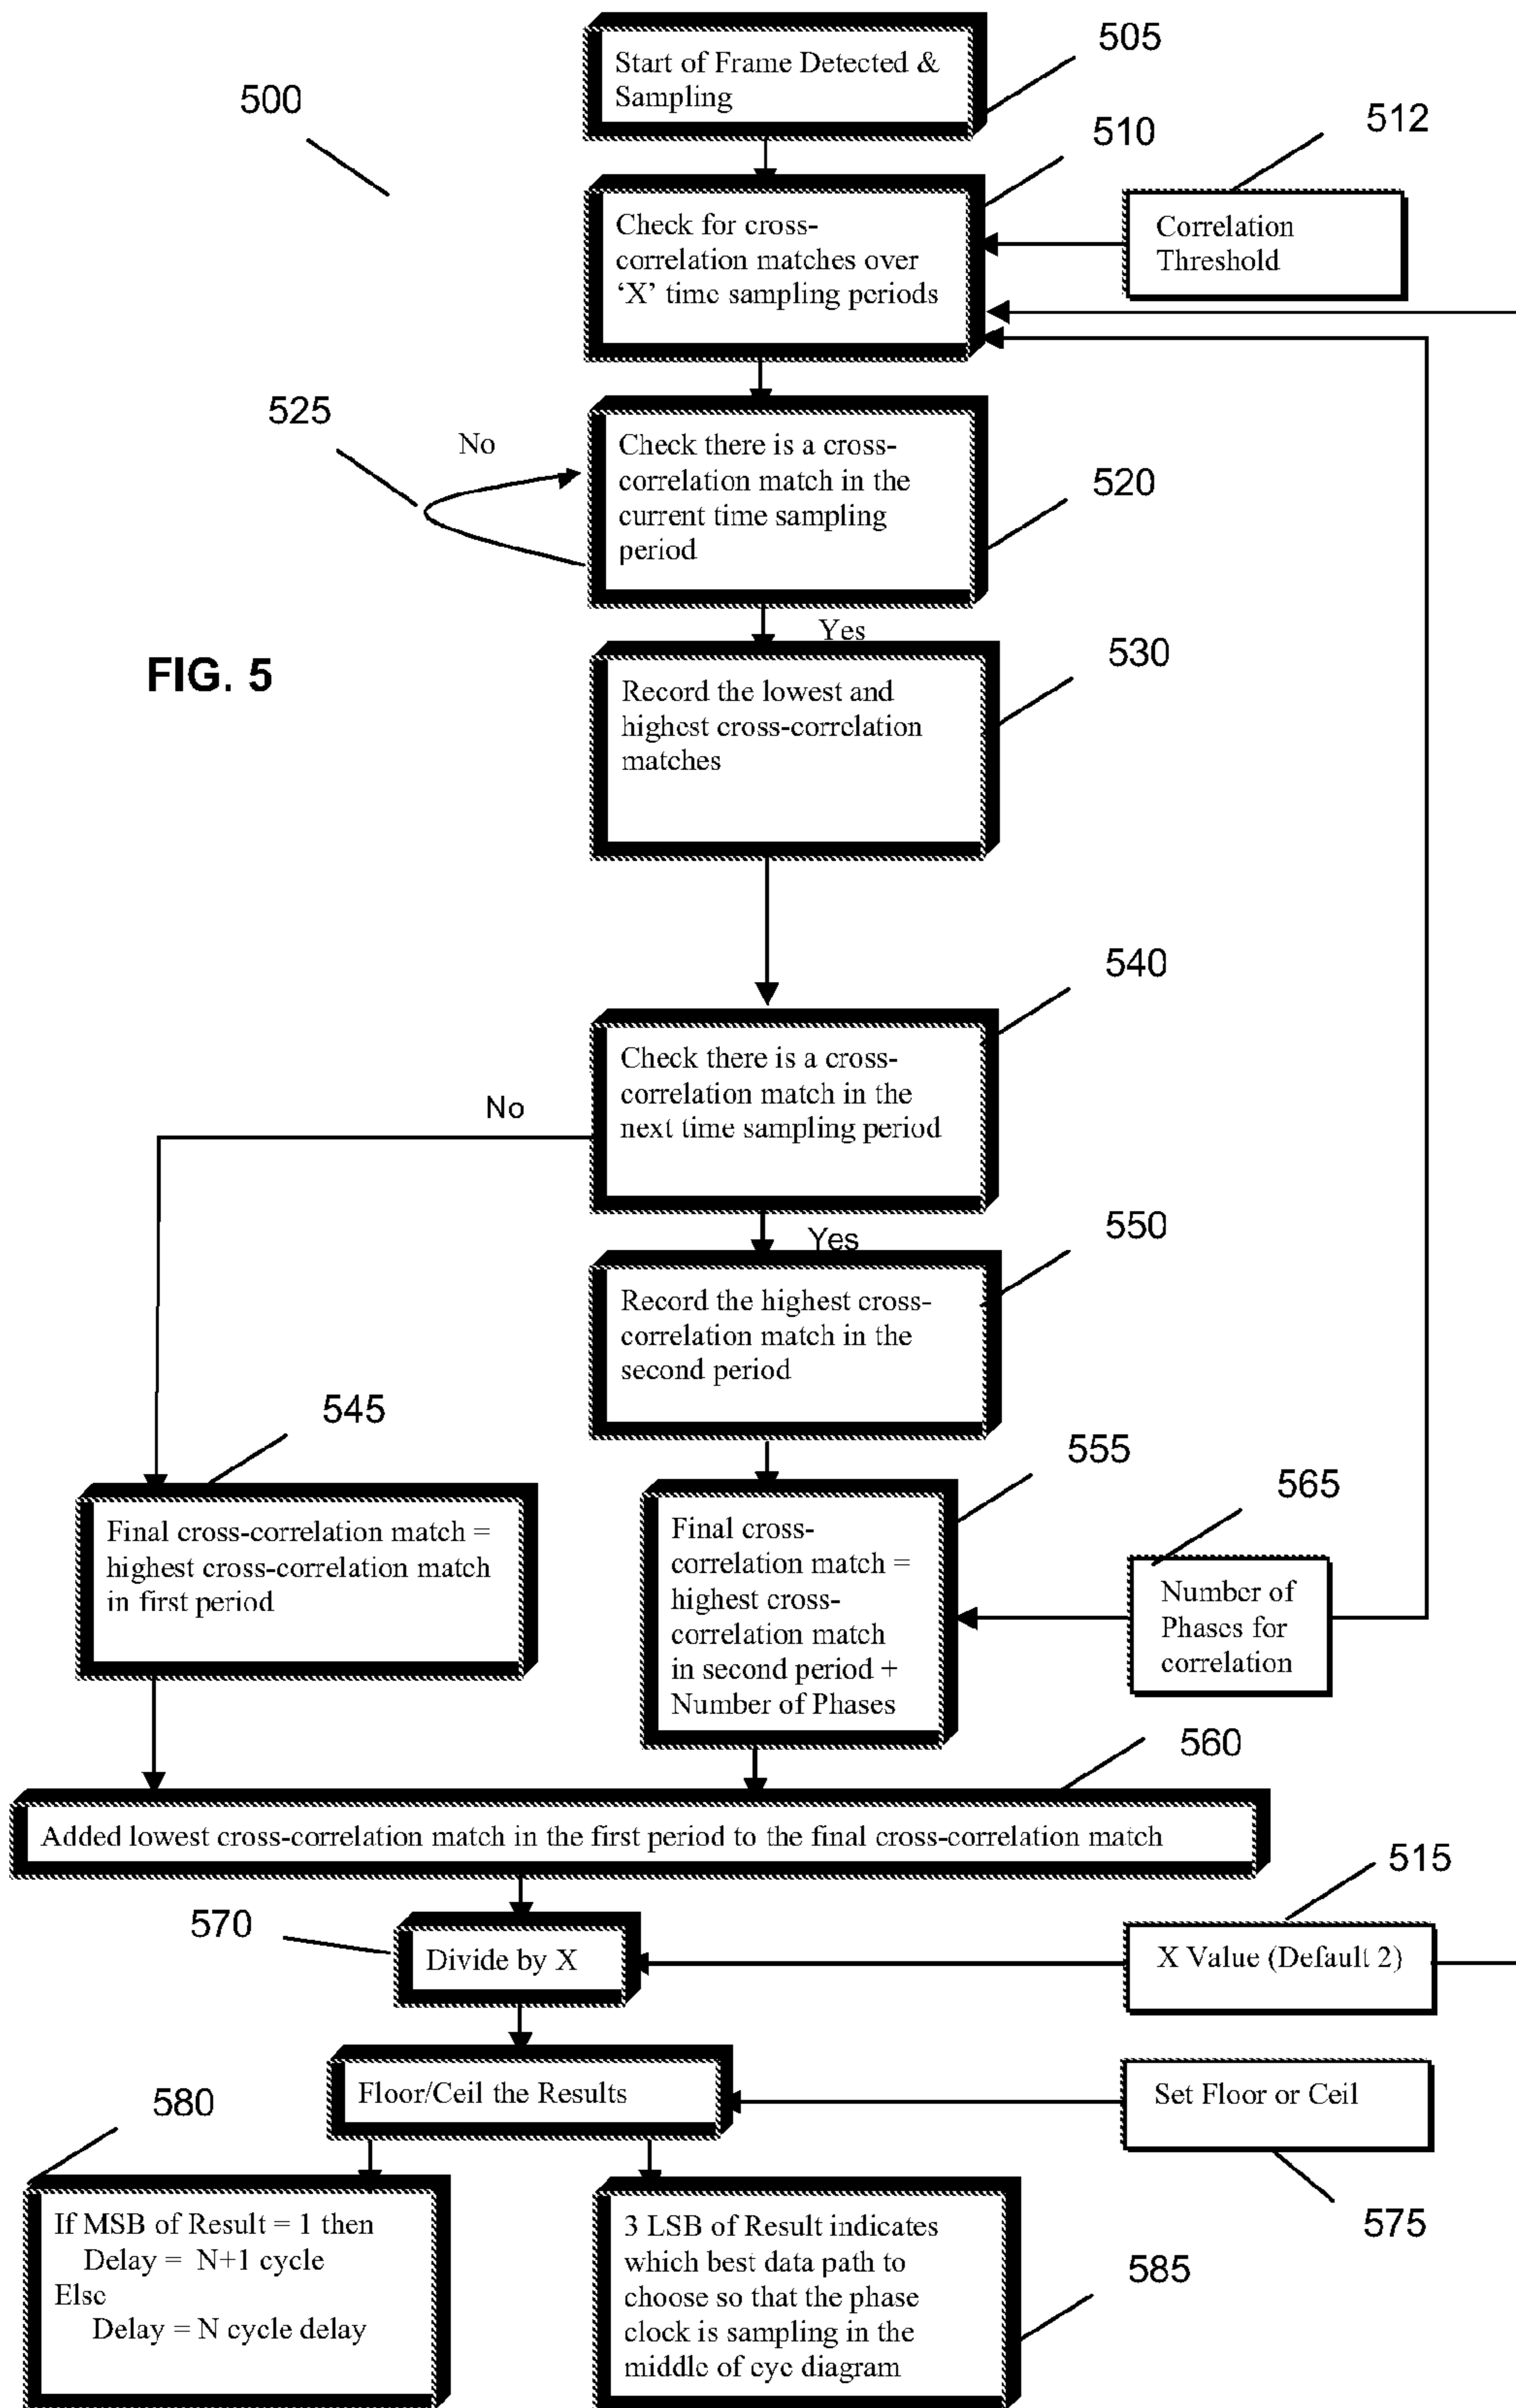 505
Start of Frame Detected &
Sampling
500
510
512
Check for cross-
correlation matches over
‘X’ time sampling periods
Correlation
Threshold
525
No
Check there is a cross-
correlation match in the
current time sampling
period
520
Yes
FIG. 5
530
Record the lowest and
highest cross-correlation
matches
540
Check there is a cross-
correlation match in the
next time sampling period
No
Yes
550
Record the highest cross-
correlation match in the
second period
545
555
565
Final cross-correlation match =
highest cross-correlation match
in first period
Final cross-
correlation match =
highest cross-
correlation match
in second period +
Number of Phases
Number of
Phases for
correlation
560
Added lowest cross-correlation match in the first period to the final cross-correlation match
515
570
Divide by X
X Value (Default 2)
Floor/Ceil the Results
Set Floor or Ceil
575
580
If MSB of Result = 1 then
Delay = N+1 cycle
Else
Delay = N cycle delay
3 LSB of Result indicates
which best data path to
choose so that the phase
clock is sampling in the
middle of eye diagram
585